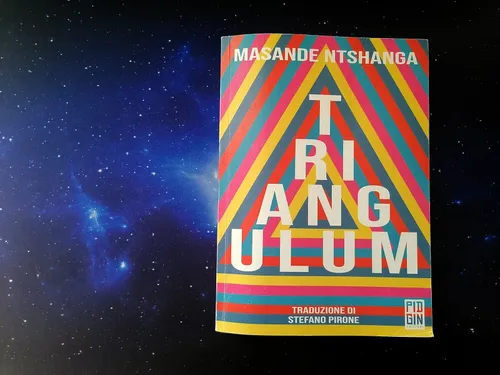 MASANDE NTSHANGA
T
RI
ANG
ULUM
TRADUZIONE DI
STEFANO PIRONE
PID
GIN